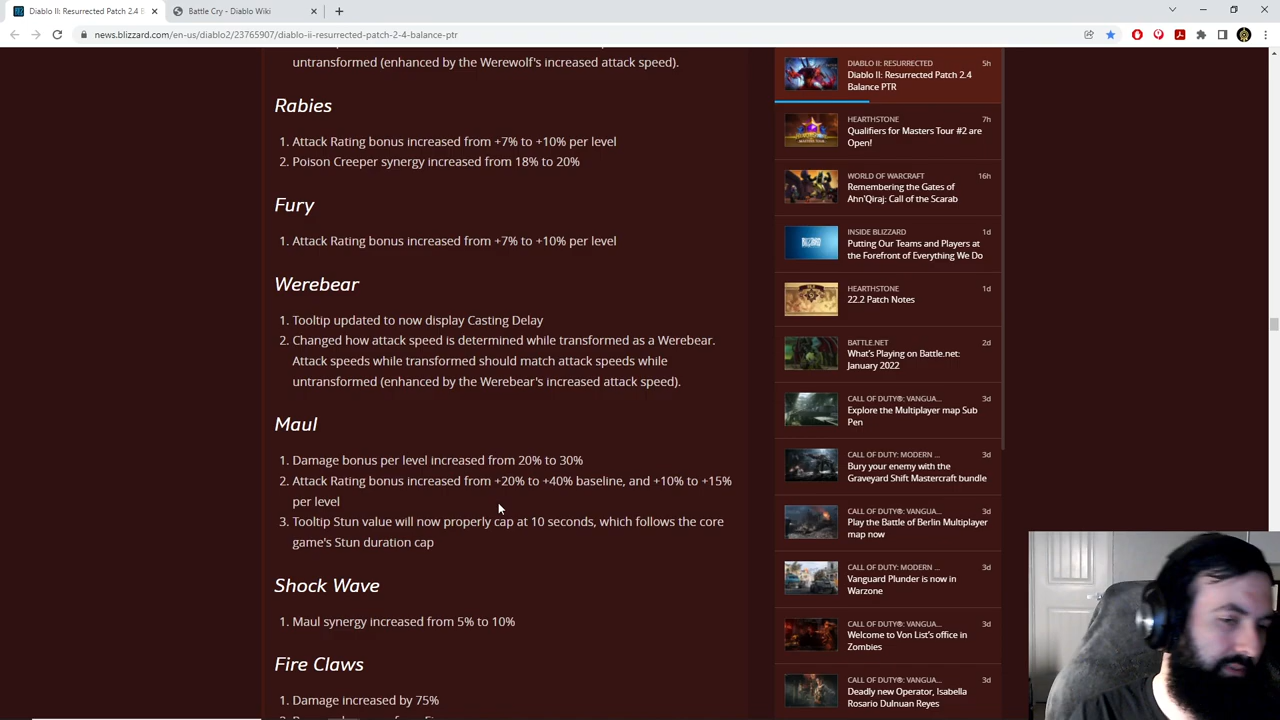 Diablo II: Resurrected Patch 2.4 B
Battle Cry - Diablo Wiki
news.blizzard.com/en-us/diablo2/23765907/diablo-ii-resurrected-patch-2-4-balance-ptr
untransformed (enhanced by the Werewolf's increased attack speed).
Rabies
1. Attack Rating bonus increased from +7% to +10% per level
2. Poison Creeper synergy increased from 18% to 20%
Fury
1. Attack Rating bonus increased from +7% to +10% per level
Werebear
1. Tooltip updated to now display Casting Delay
2. Changed how attack speed is determined while transformed as a Werebear.
Attack speeds while transformed should match attack speeds while
untransformed (enhanced by the Werebear's increased attack speed).
Maul
1. Damage bonus per level increased from 20% to 30%
2. Attack Rating bonus increased from +20% to +40% baseline, and +10% to +15%
per level
3. Tooltip Stun value will now properly cap at 10 seconds, which follows the core
game's Stun duration cap
Shock Wave
1. Maul synergy increased from 5% to 10%
Fire Claws
1. Damage increased by 75%
DIABLO II: RESURRECTED 5h
Diablo II: Resurrected Patch 2.4
Balance PTR
HEARTHSTONE 7h
Qualifiers for Masters Tour #2 are
Open!
WORLD OF WARCRAFT 16h
Remembering the Gates of
Ahn'Qiraj: Call of the Scarab
INSIDE BLIZZARD 1d
Putting Our Teams and Players at
the Forefront of Everything We Do
HEARTHSTONE 1d
22.2 Patch Notes
BATTLE.NET 2d
What's Playing on Battle.net:
January 2022
CALL OF DUTY®: VANGUA... 3d
Explore the Multiplayer map Sub
Pen
CALL OF DUTY: MODERN ... 3d
Bury your enemy with the
Graveyard Shift Mastercraft bundle
CALL OF DUTY®: VANGUA... 3d
Play the Battle of Berlin Multiplayer
map now
CALL OF DUTY: MODERN ... 3d
Vanguard Plunder is now in
Warzone
CALL OF DUTY®: VANGUA... 3d
Welcome to Von List's office in
Zombies
CALL OF DUTY®: VANGUA... 3d
Deadly new Operator, Isabella
Rosario Dulnuan Reyes